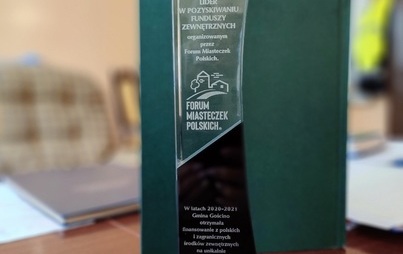 LIDER
W POZYSKIWANIU
FUNDUSZY
ZEWNĘTRZNYCH
organizowanym
przez
Forum Miasteczek
Polskich.
FORUM
MIASTECZEK
POLSKICH
W latach 2020-2021
Gmina Gościno
otrzymała
finansowanie z polskich
i zagranicznych
środków zewnętrznych
na unikalnie